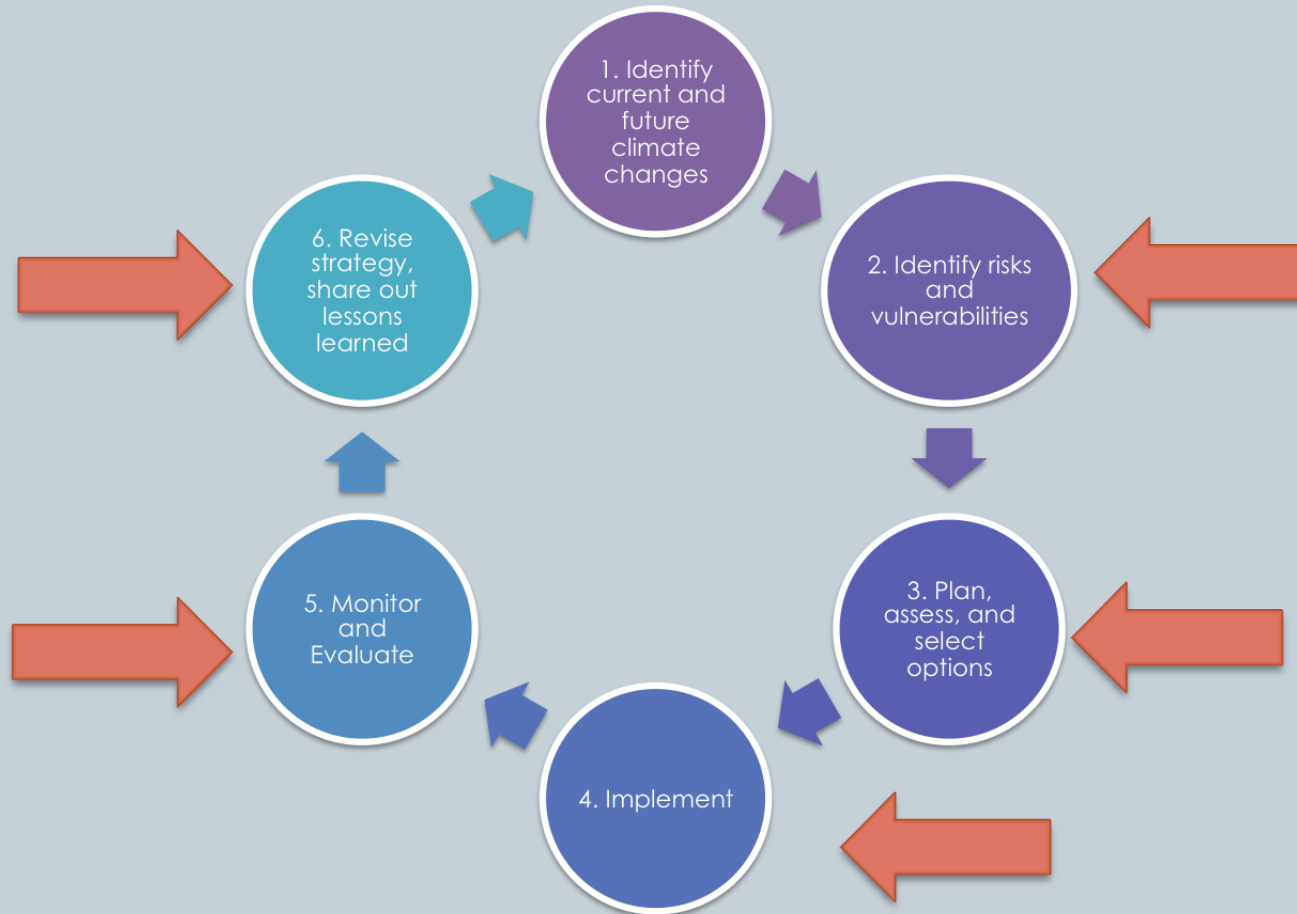 1. Identify
current and
future
climate
changes
2. Identify risks
and
vulnerabilities
3. Plan,
assess, and
select
options
4. Implement
5. Monitor
and
Evaluate
6. Revise
strategy,
share out
lessons
learned